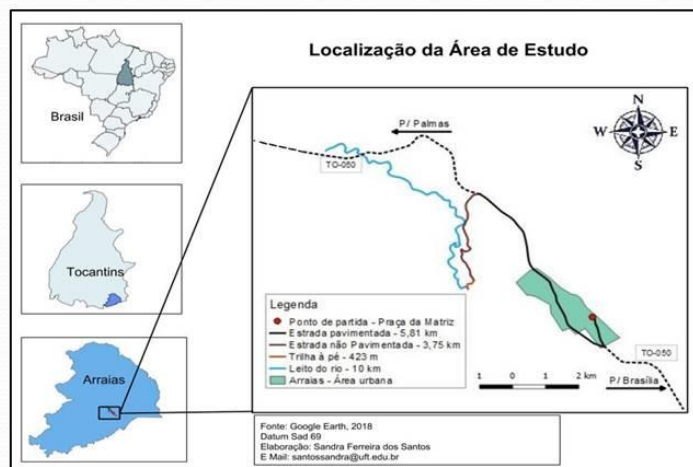 Localização da Área de Estudo
Brasil
Tocantins
Arraias
P/ Palmas
TO-050
N
W
E
S
Legenda
Ponto de partida - Praça da Matriz
Estrada pavimentada - 5,81 km
Estrada não Pavimentada - 3,75 km
Trilha à pé - 423 m
Leito do rio - 10 km
Arraias - Área urbana
TO-050
1 0 1 2 km
P/ Brasília
Fonte: Google Earth, 2018
Datum Sad 69
Elaboração: Sandra Ferreira dos Santos
E Mail: santossandra@uft.edu.br